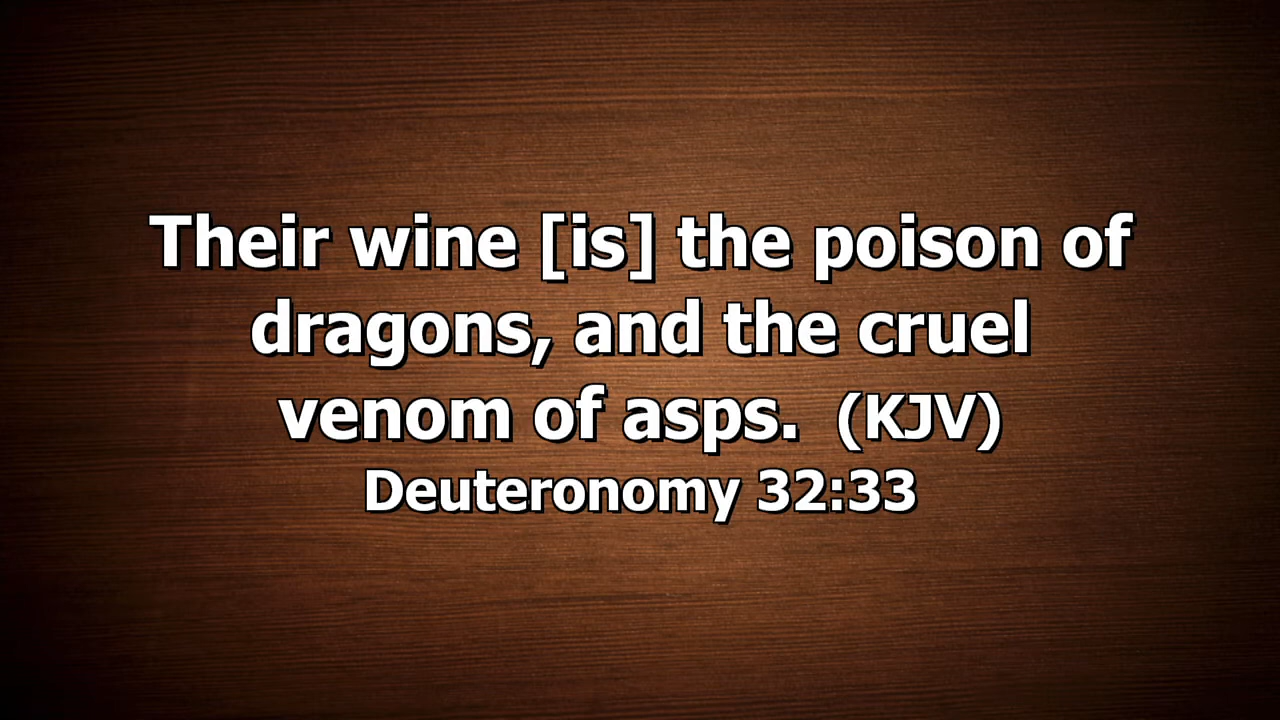 Their wine [is] the poison of
dragons, and the cruel
venom of asps. (KJV)
Deuteronomy 32:33